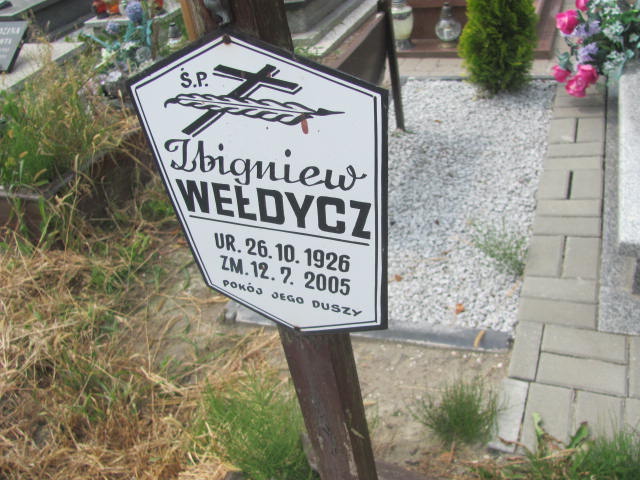 Ś.P.
Zbigniew
WEŁDYCZ
UR. 26.10.1926
ZM. 12.7.2005
POKÓJ JEGO DUSZY